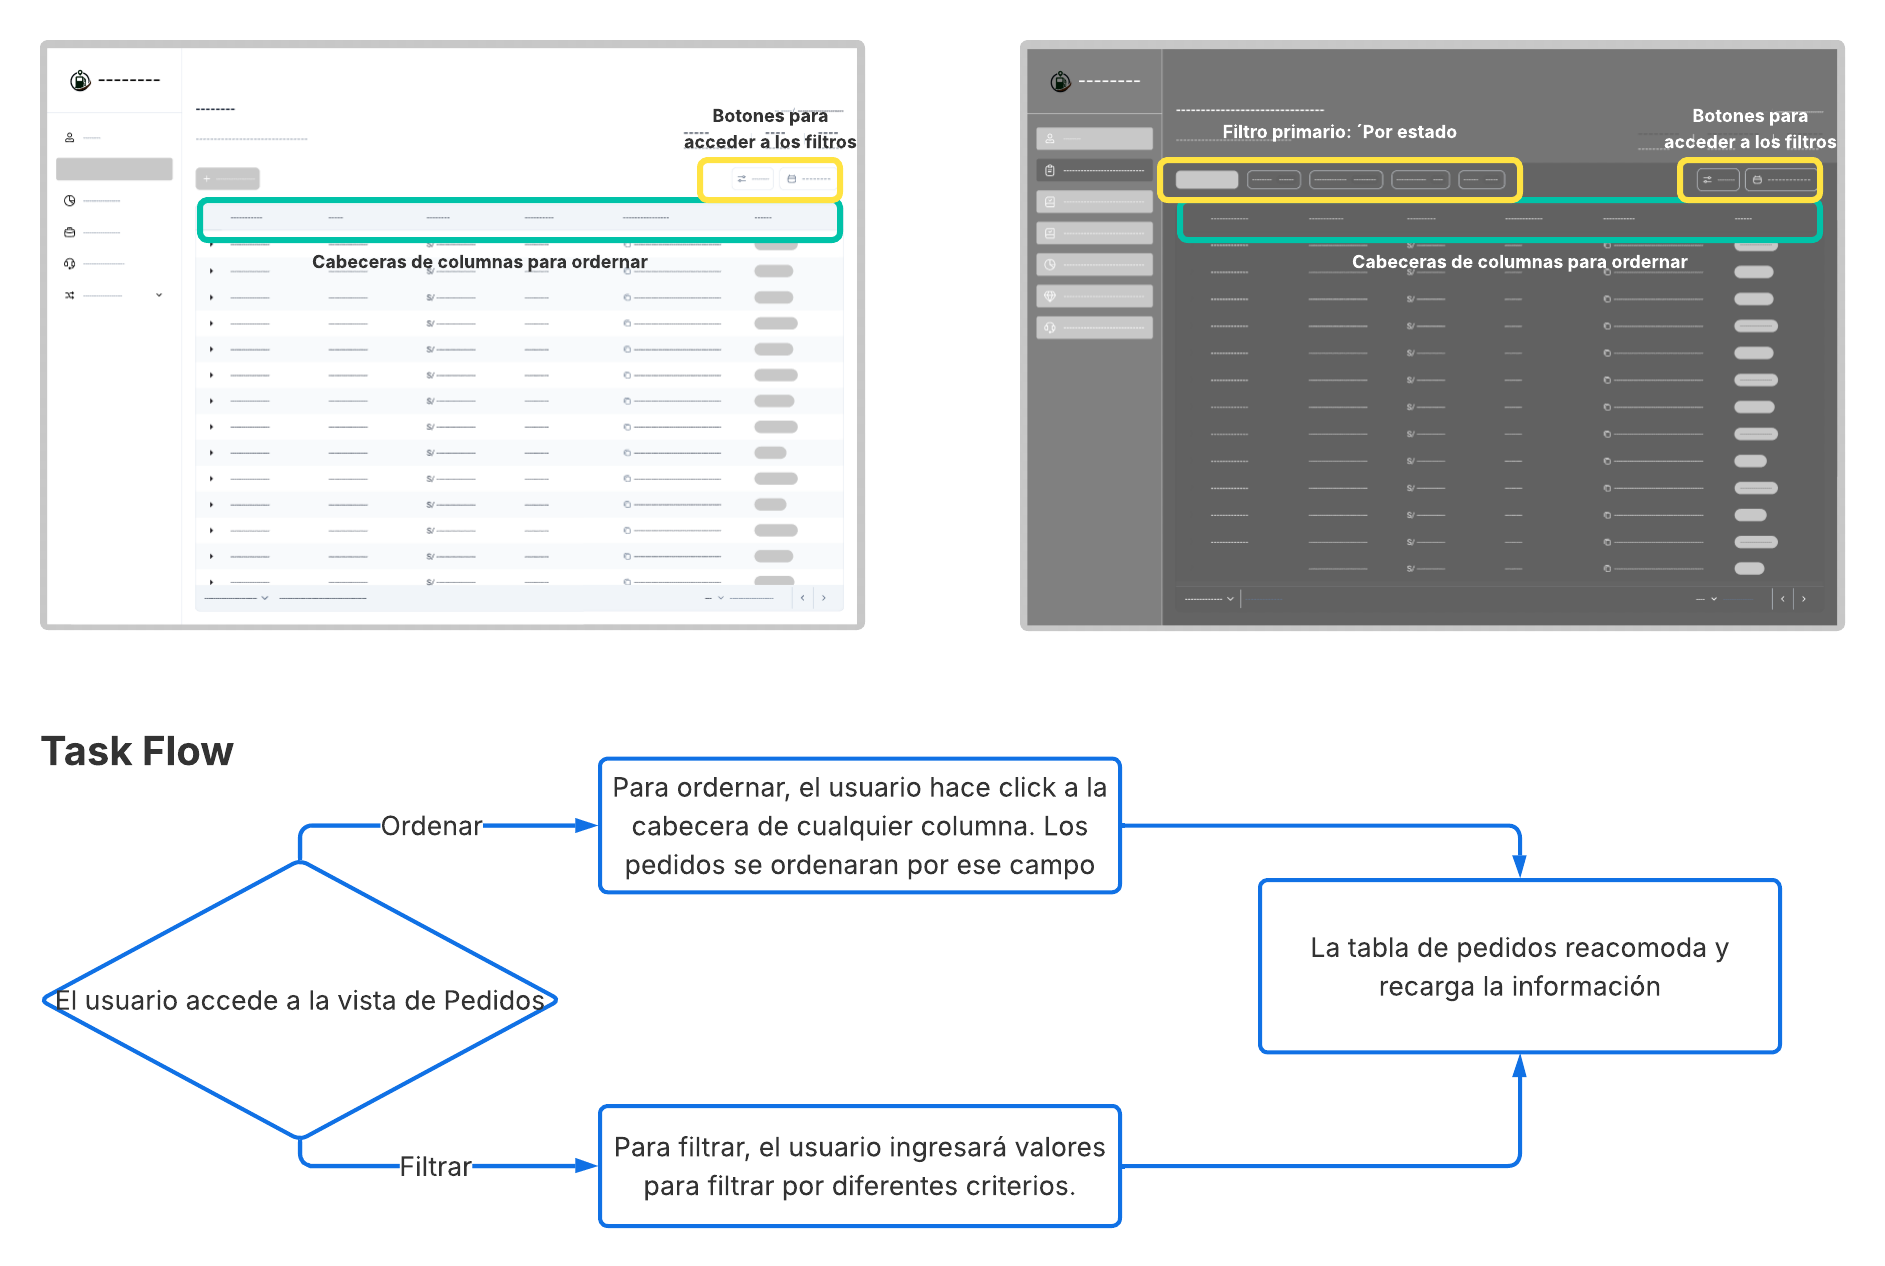 Botones para
acceder a los filtros
Cabeceras de columnas para ordernar
S/
S/
S/
S/
S/
S/
S/
S/
S/
S/
S/
S/
S/
S/
Filtro primario: ´Por estado
Botones para
acceder a los filtros
Cabeceras de columnas para ordernar
S/
S/
S/
S/
S/
S/
S/
S/
S/
S/
S/
S/
S/
Task Flow
Ordenar
Para ordernar, el usuario hace click a la
cabecera de cualquier columna. Los
pedidos se ordenaran por ese campo
El usuario accede a la vista de Pedidos
La tabla de pedidos reacomoda y
recarga la información
Filtrar
Para filtrar, el usuario ingresará valores
para filtrar por diferentes criterios.